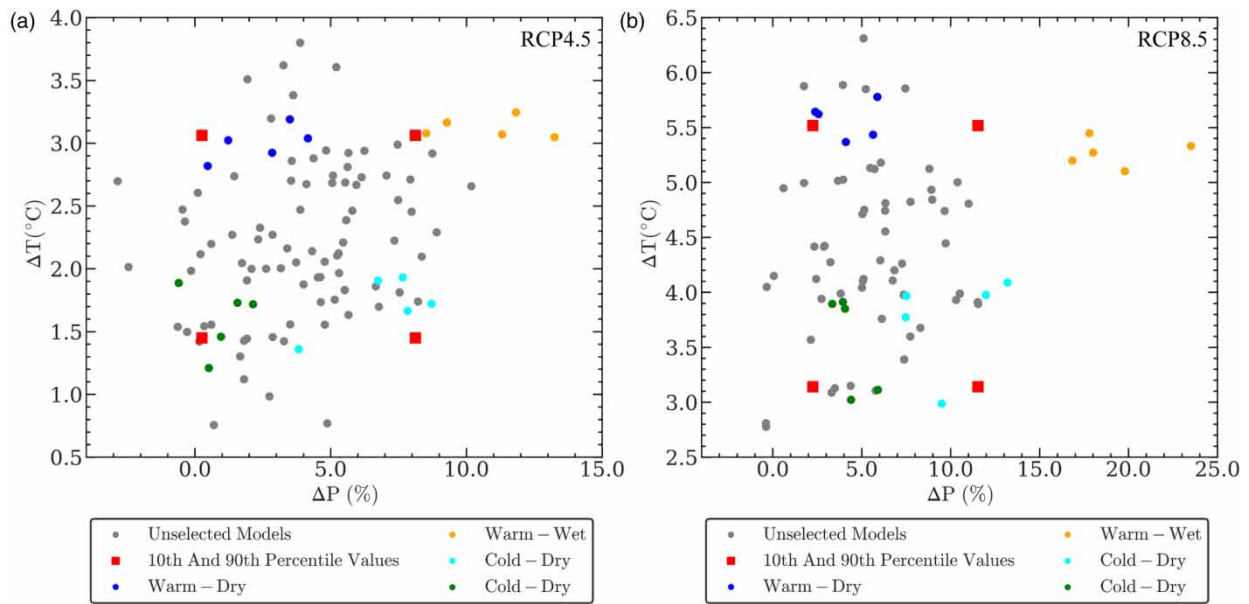 (a)
RCP4.5
4.0
3.5
3.0
2.5
2.0
1.5
1.0
0.5
ΔT(°C)
0.0 5.0 10.0 15.0
ΔP (%)
Unselected Models
10th And 90th Percentile Values
Warm − Dry
Warm − Wet
Cold − Dry
Cold − Dry
(b)
RCP8.5
6.5
6.0
5.5
5.0
4.5
4.0
3.5
3.0
2.5
ΔT(°C)
0.0 5.0 10.0 15.0 20.0 25.0
ΔP (%)
Unselected Models
10th And 90th Percentile Values
Warm − Dry
Warm − Wet
Cold − Dry
Cold − Dry